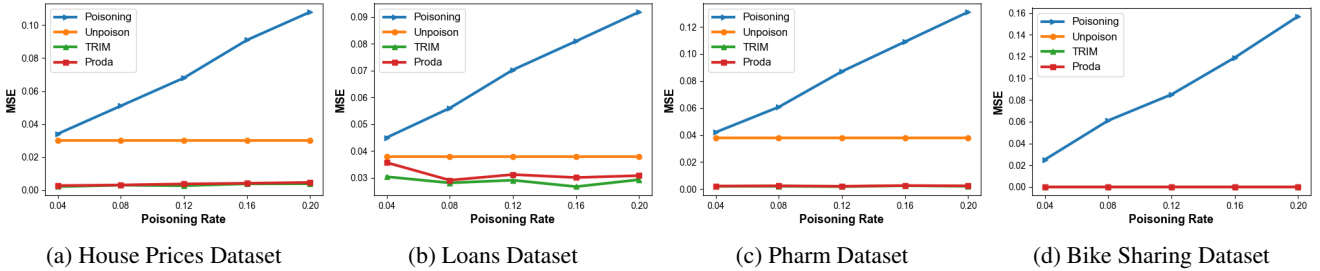 MSE
0.10
0.08
0.06
0.04
0.02
0.00
Poisoning
Unpoison
TRIM
Proda
0.04 0.08 0.12 0.16 0.20
Poisoning Rate
(a) House Prices Dataset
MSE
0.09
0.08
0.07
0.06
0.05
0.04
0.03
Poisoning
Unpoison
TRIM
Proda
0.04 0.08 0.12 0.16 0.20
Poisoning Rate
(b) Loans Dataset
MSE
0.12
0.10
0.08
0.06
0.04
0.02
0.00
Poisoning
Unpoison
TRIM
Proda
0.04 0.08 0.12 0.16 0.20
Poisoning Rate
(c) Pharm Dataset
MSE
0.16
0.14
0.12
0.10
0.08
0.06
0.04
0.02
0.00
Poisoning
Unpoison
TRIM
Proda
0.04 0.08 0.12 0.16 0.20
Poisoning Rate
(d) Bike Sharing Dataset